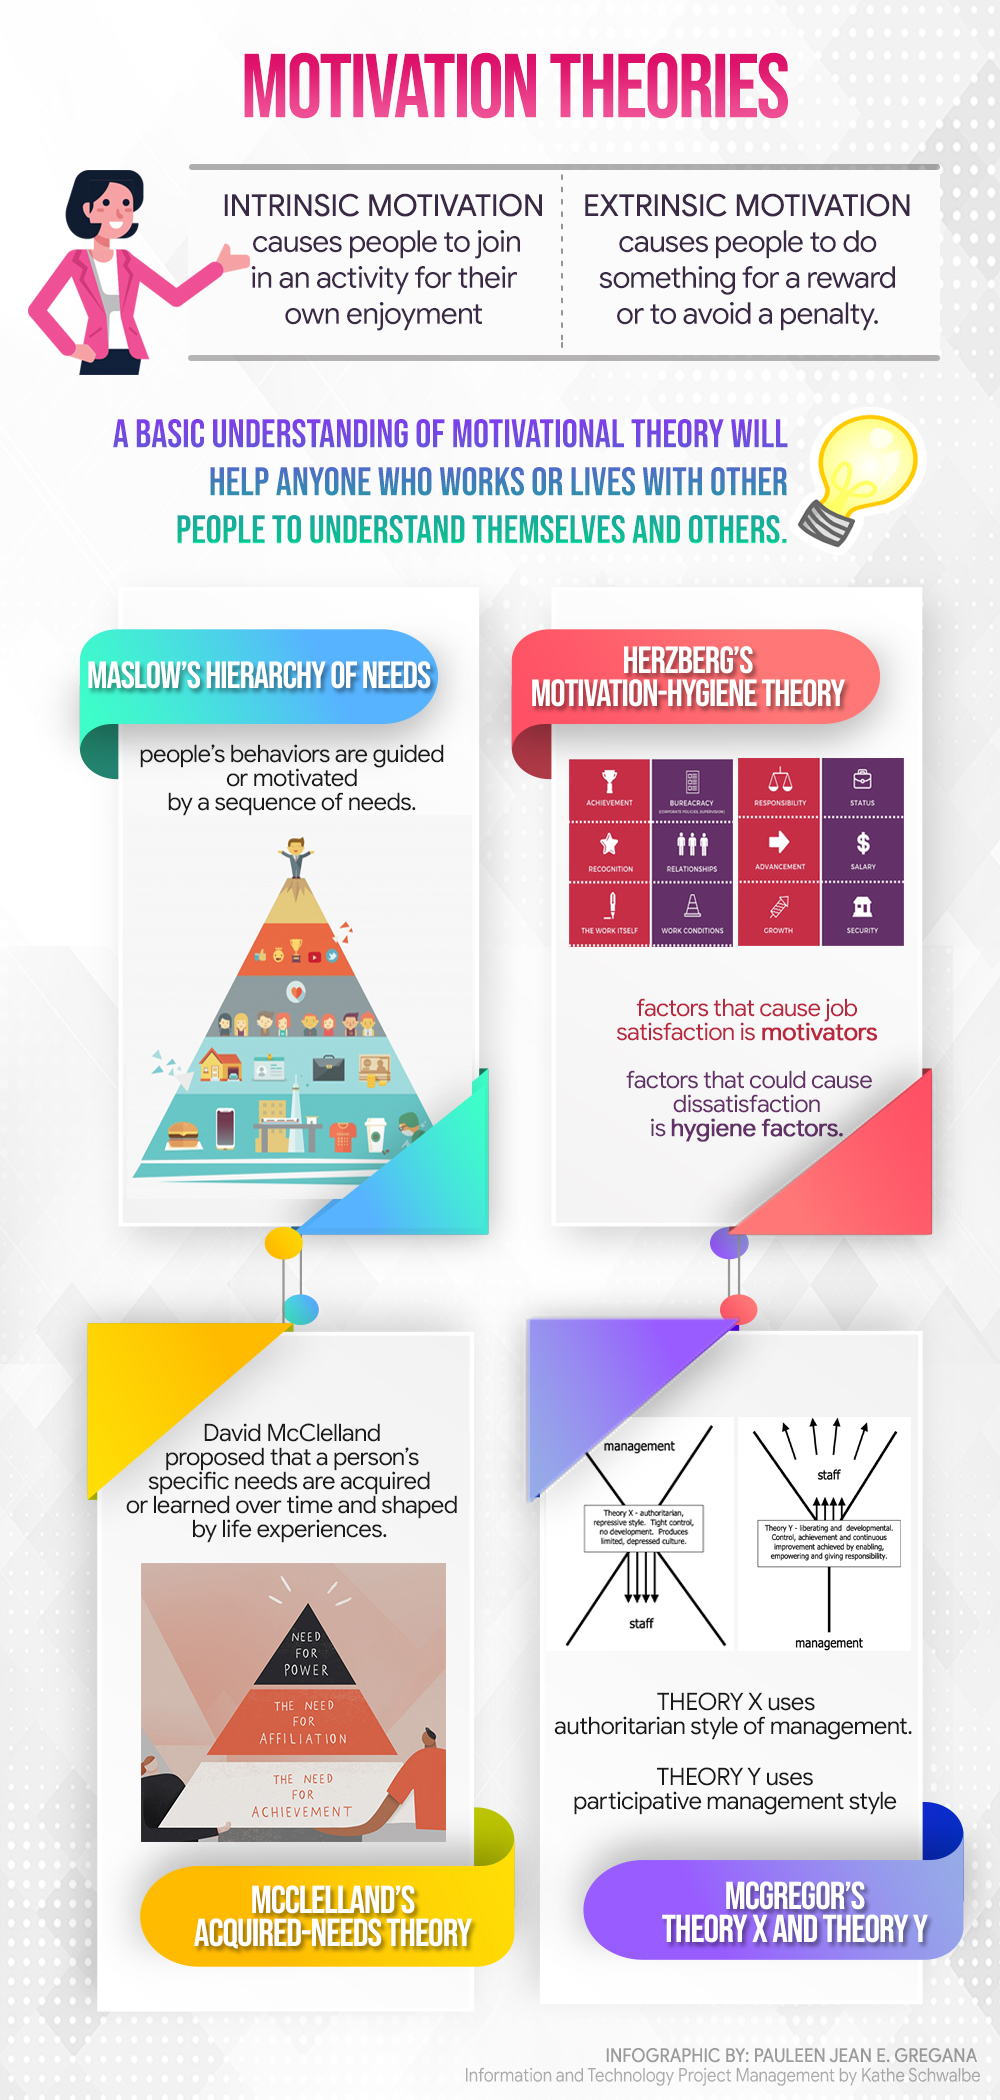 MOTIVATION THEORIES
INTRINSIC MOTIVATION
causes people to join
in an activity for their
own enjoyment
EXTRINSIC MOTIVATION
causes people to do
something for a reward
or to avoid a penalty.
A BASIC UNDERSTANDING OF MOTIVATIONAL THEORY WILL
HELP ANYONE WHO WORKS OR LIVES WITH OTHER
PEOPLE TO UNDERSTAND THEMSELVES AND OTHERS.
MASLOW'S HIERARCHY OF NEEDS
people's behaviors are guided
or motivated
by a sequence of needs.
HERZBERG'S
MOTIVATION-HYGIENE THEORY
ACHIEVEMENT
BUREACRACY
(CORPORATE POLICIES, SUPERVISION)
RESPONSIBILITY
STATUS
RECOGNITION
RELATIONSHIPS
ADVANCEMENT
SALARY
THE WORK ITSELF
WORK CONDITIONS
GROWTH
SECURITY
factors that cause job
satisfaction is motivators
factors that could cause
dissatisfaction
is hygiene factors.
David McClelland
proposed that a person's
specific needs are acquired
or learned over time and shaped
by life experiences.
NEED
FOR
POWER
THE NEED
FOR
AFFILIATION
THE NEED
FOR
ACHIEVEMENT
MCCLELLAND'S
ACQUIRED-NEEDS THEORY
management
Theory X - authoritarian,
repressive style. Tight control,
no development. Produces
limited, depressed culture.
staff
staff
Theory Y - liberating and developmental.
Control, achievement and continuous
improvement achieved by enabling,
empowering and giving responsibility.
management
THEORY X uses
authoritarian style of management.
THEORY Y uses
participative management style
MCGREGOR'S
THEORY X AND THEORY Y
INFOGRAPHIC BY: PAULEEN JEAN E. GREGANA
Information and Technology Project Management by Kathe Schwalbe